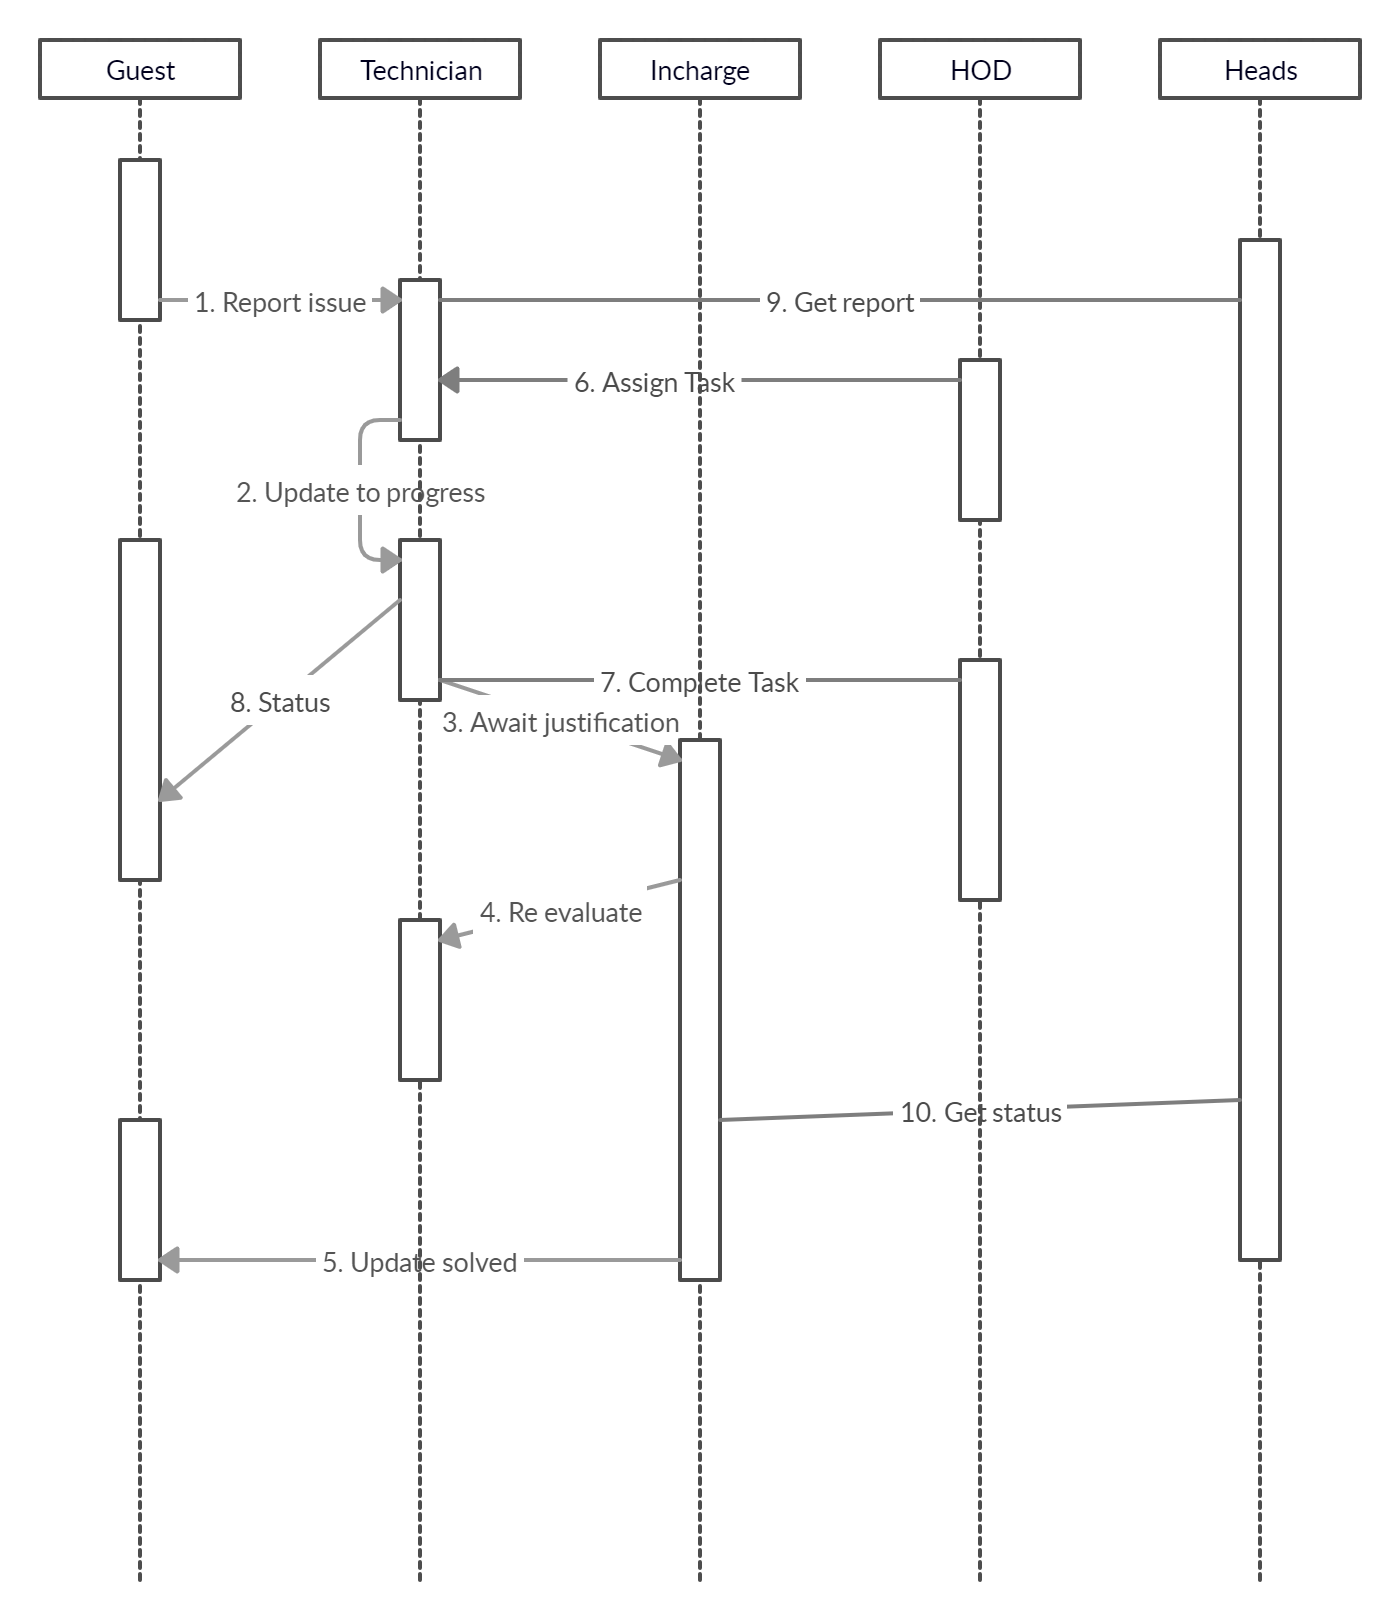 Guest
Technician
Incharge
HOD
Heads
1. Report issue
9. Get report
6. Assign Task
2. Update to progress
7. Complete Task
8. Status
3. Await justification
4. Re evaluate
10. Get status
5. Update solved